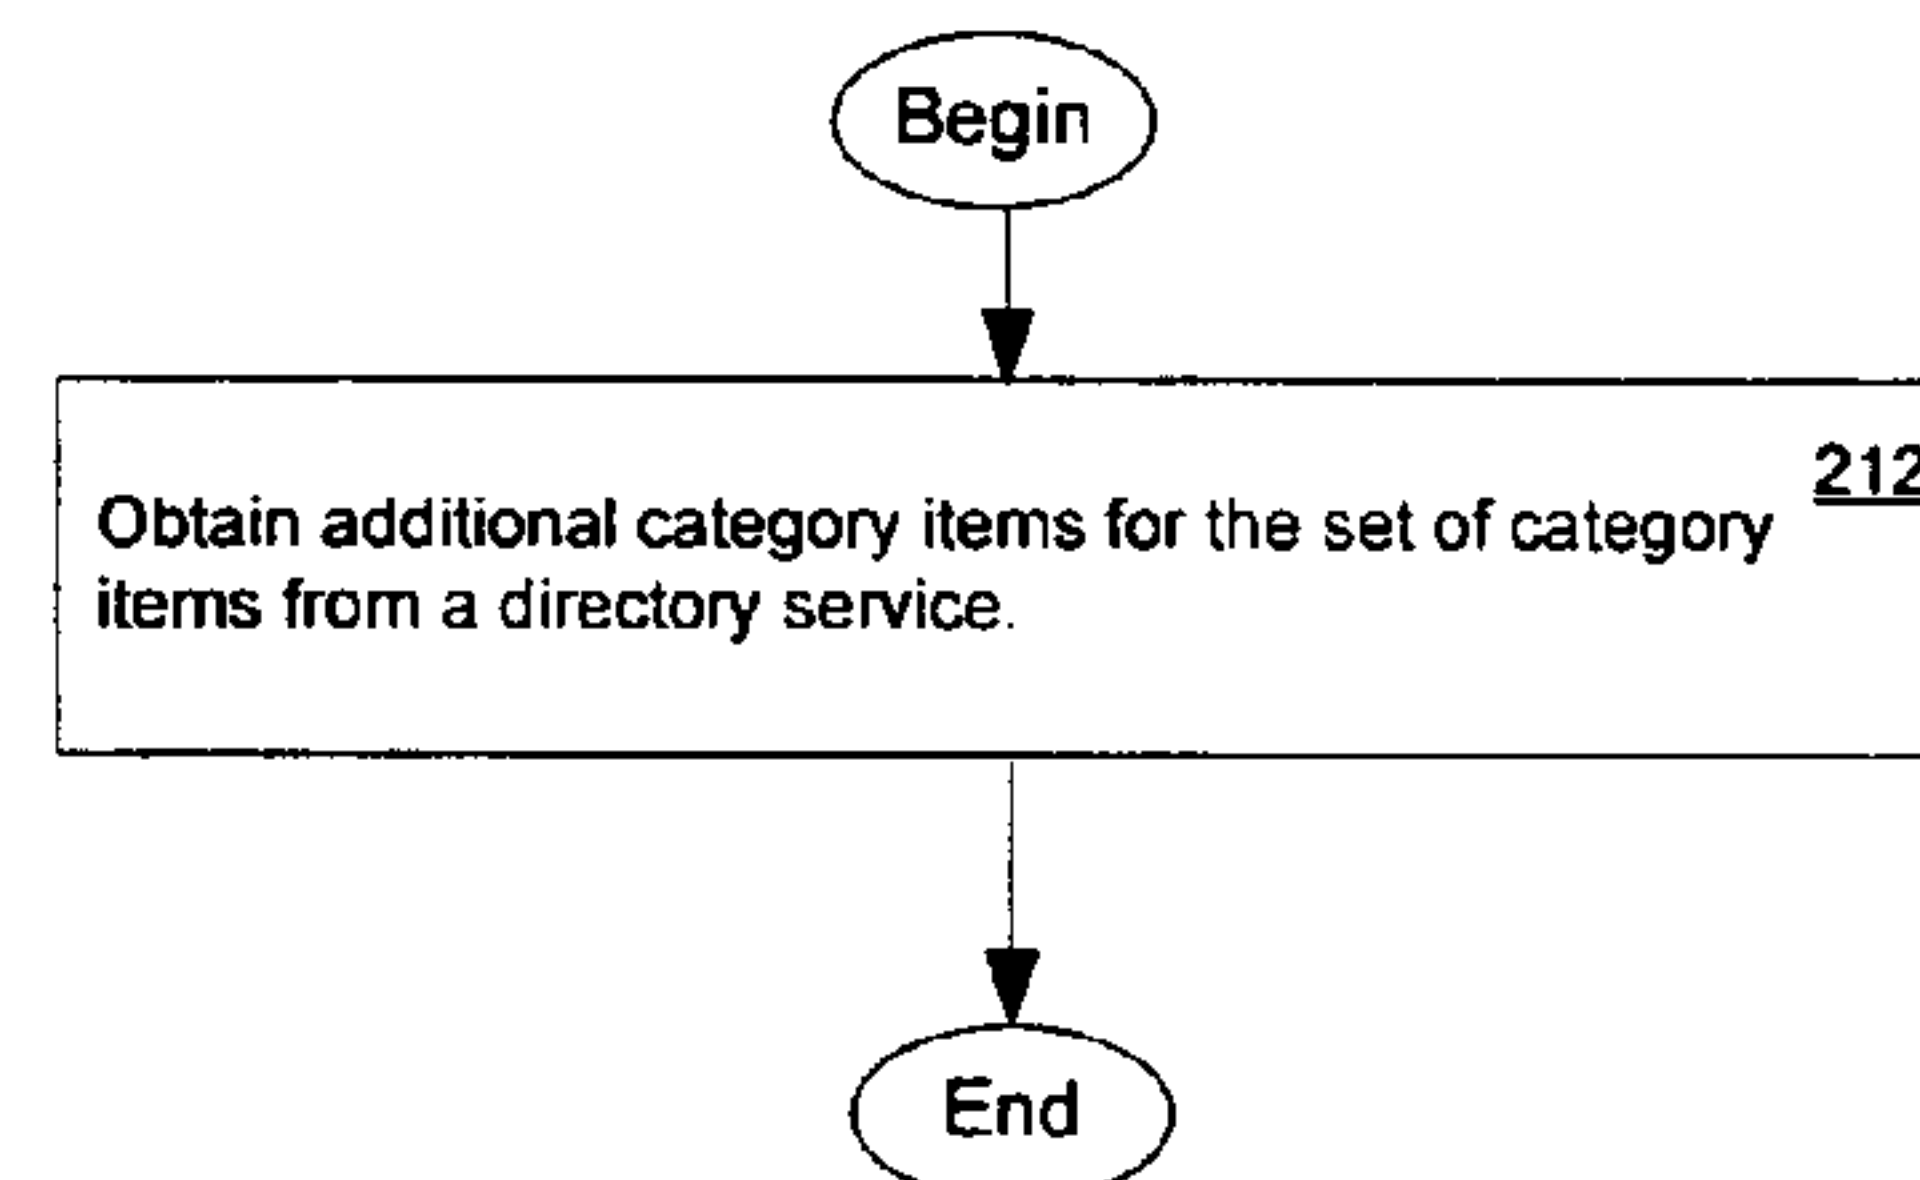 Begin
212
Obtain additional category items for the set of category
items from a directory service.
End